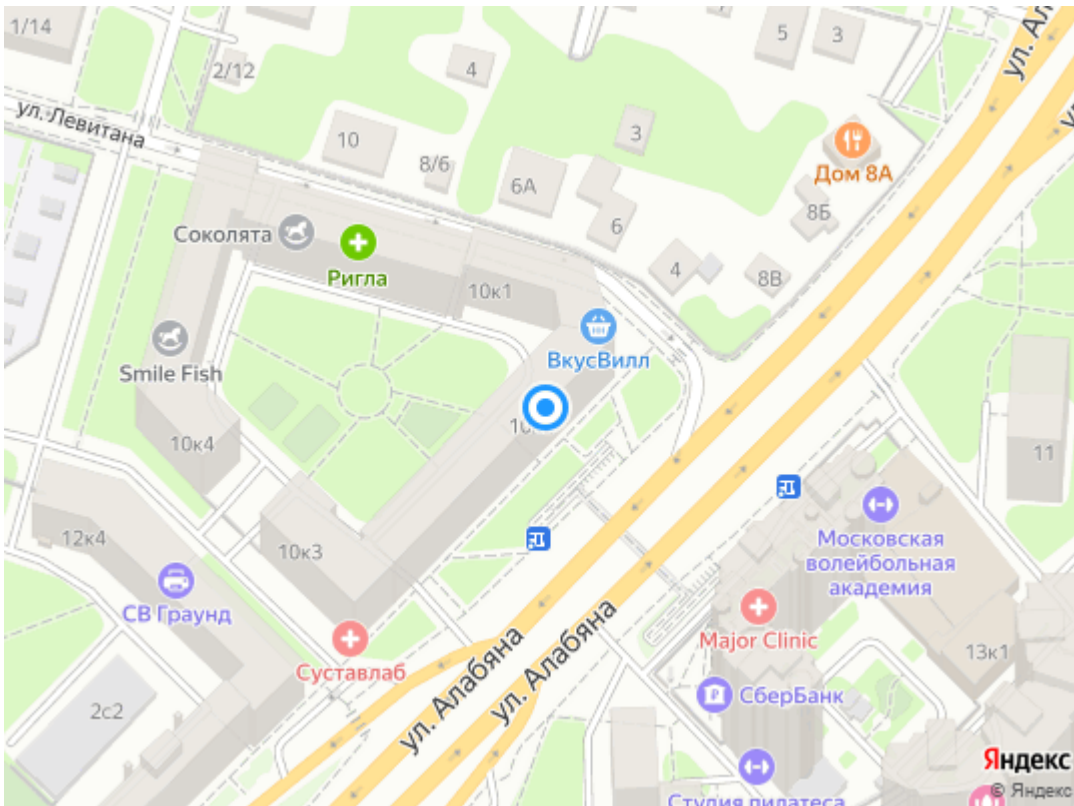 1/14
2/12
4
5
3
ул. Левитана
10
8/6
3
6А
6
Дом 8А
8Б
Соколята
Ригла
10к1
4
8В
ВкусВилл
Smile Fish
10к4
11
12к4
10к3
СВ Граунд
Суставлаб
2с2
ул. Алабяна
ул. Алабяна
Московская
волейбольная
академия
Major Clinic
13к1
СберБанк
Студия пилатеса
Яндекс
© Яндекс